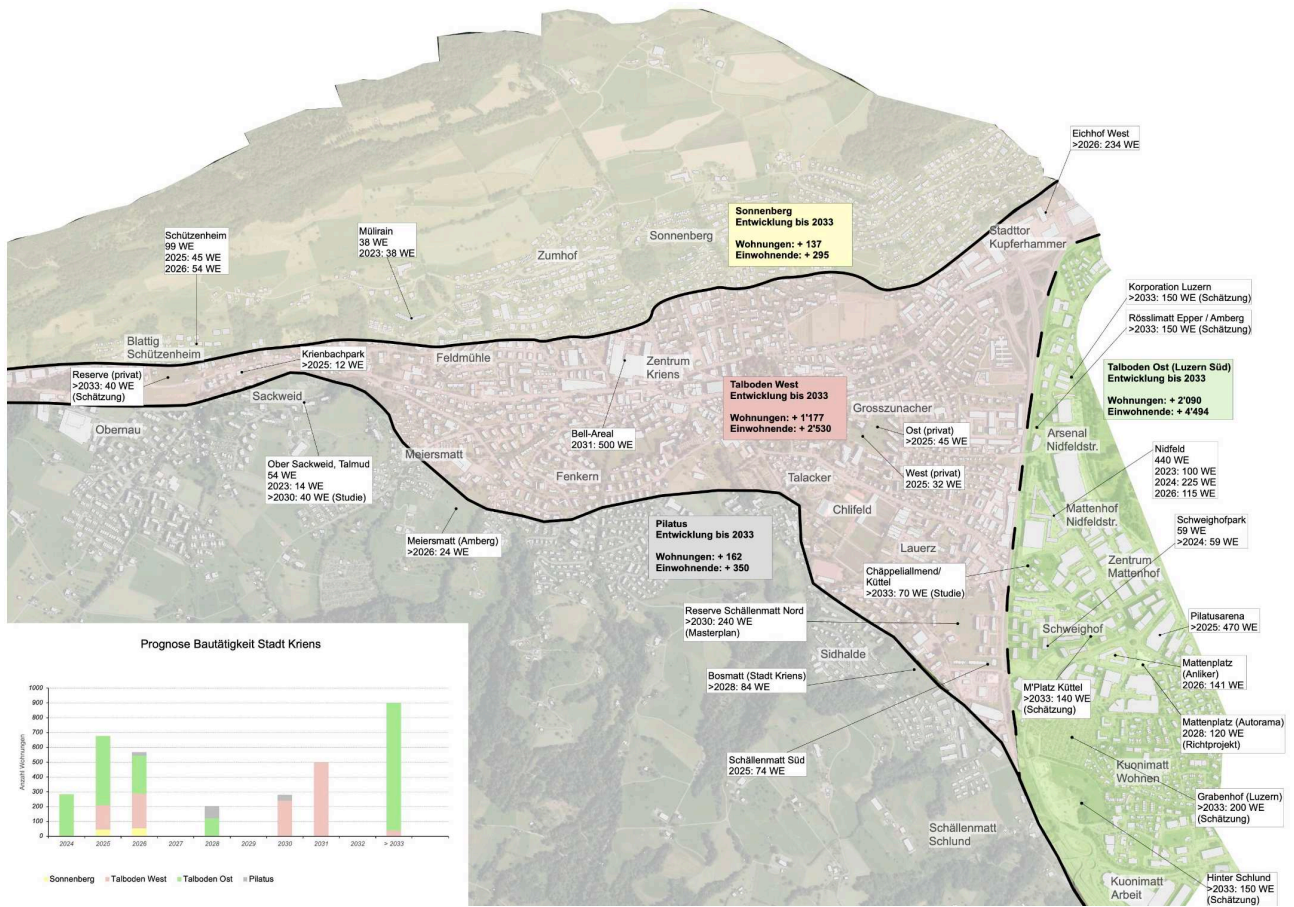 Eichhof West
>2026: 234 WE
Sonnenberg
Entwicklung bis 2033
Wohnungen: + 137
Einwohnende: + 295
Sonnenberg
Stadttor
Kupferhammer
Schützenheim
99 WE
2025: 45 WE
2026: 54 WE
Mülirain
38 WE
2023: 38 WE
Zumhof
Korporation Luzern
>2033: 150 WE (Schätzung)
Rösslimatt Epper / Amberg
>2033: 150 WE (Schätzung)
Blattig
Schützenheim
Krienbachpark
>2025: 12 WE
Feldmühle
Zentrum
Kriens
Reserve (privat)
>2033: 40 WE
(Schätzung)
Sackweid
Talboden West
Entwicklung bis 2033
Wohnungen: + 1'177
Einwohnende: + 2'530
Talboden Ost (Luzern Süd)
Entwicklung bis 2033
Wohnungen: + 2'090
Einwohnende: + 4'494
Grosszunacher
Obernau
Bell-Areal
2031: 500 WE
Ost (privat)
>2025: 45 WE
Arsenal
Nidfeldstr.
Meiersmatt
Ober Sackweid, Talmud
54 WE
2023: 14 WE
>2030: 40 WE (Studie)
Fenkern
Talacker
West (privat)
2025: 32 WE
Nidfeld
440 WE
2023: 100 WE
2024: 225 WE
2026: 115 WE
Chlifeld
Mattenhof
Nidfeldstr.
Meiersmatt (Amberg)
>2026: 24 WE
Pilatus
Entwicklung bis 2033
Wohnungen: + 162
Einwohnende: + 350
Lauerz
Schweighofpark
59 WE
>2024: 59 WE
Zentrum
Mattenhof
Chäppeliallmend/
Küttel
>2033: 70 WE (Studie)
Reserve Schällenmatt Nord
>2030: 240 WE
(Masterplan)
Schweighof
Pilatusarena
>2025: 470 WE
Sidhalde
Bosmatt (Stadt Kriens)
>2028: 84 WE
M'Platz Küttel
>2033: 140 WE
(Schätzung)
Mattenplatz
(Anliker)
2026: 141 WE
Mattenplatz (Autorama)
2028: 120 WE
(Richtprojekt)
Schällenmatt Süd
2025: 74 WE
Kuonimatt
Wohnen
Grabenhof (Luzern)
>2033: 200 WE
(Schätzung)
Schällenmatt
Schlund
Kuonimatt
Arbeit
Hinter Schlund
>2033: 150 WE
(Schätzung)
Prognose Bautätigkeit Stadt Kriens
Anzahl Wohnungen
1000
900
800
700
600
500
400
300
200
100
0
2024 2025 2026 2027 2028 2029 2030 2031 2032 > 2033
Sonnenberg Talboden West Talboden Ost Pilatus